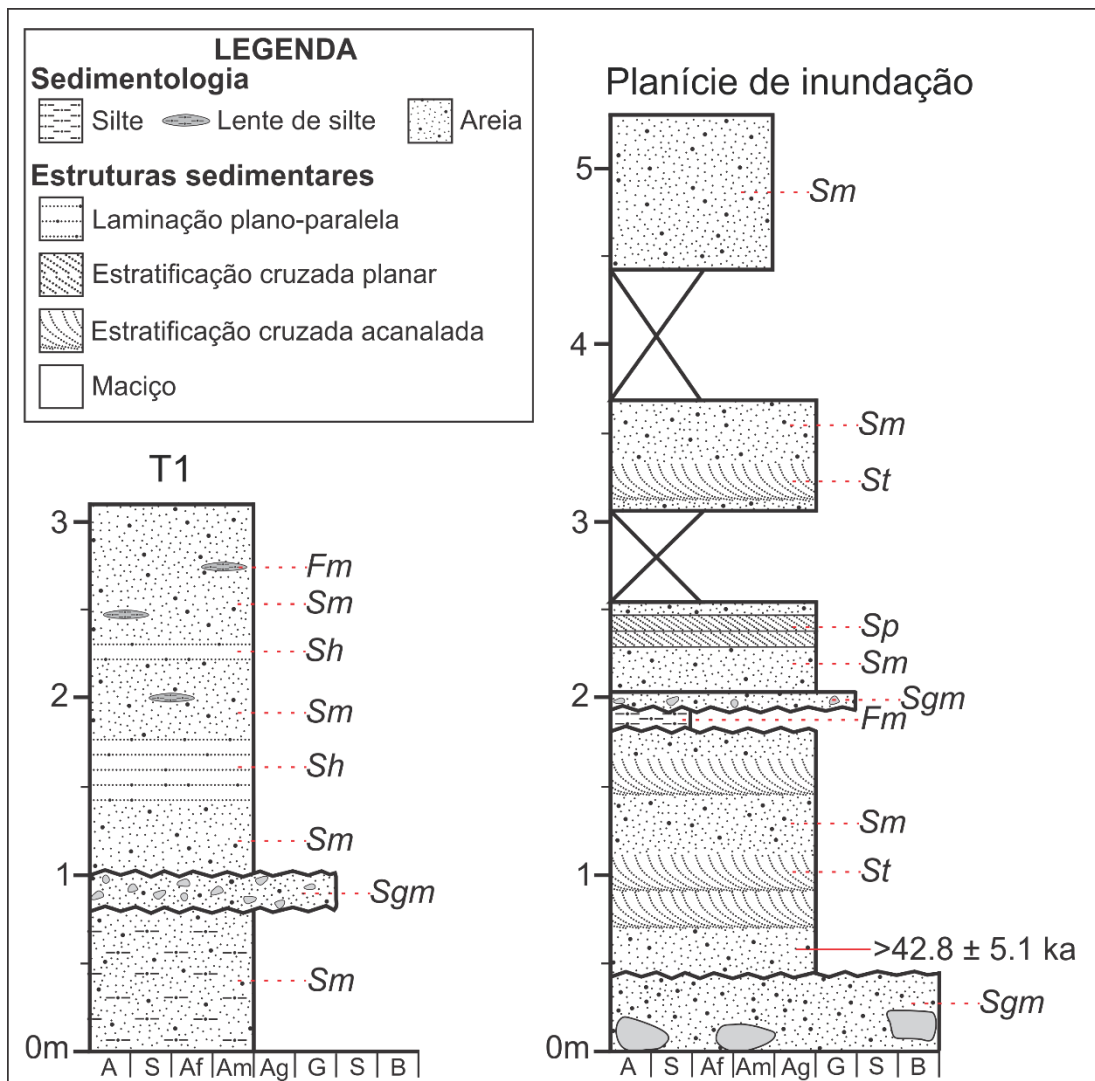 LEGENDA
Sedimentologia
Silte Lente de silte Areia
Estruturas sedimentares
Laminação plano-paralela
Estratificação cruzada planar
Estratificação cruzada acanalada
Maciço
T1
3
Fm
Sm
Sh
2
Sm
Sh
Sm
1
Sgm
Sm
0m
A S Af Am Ag G S B
Planície de inundação
5
Sm
4
Sm
St
3
Sp
Sm
2
Sgm
Fm
Sm
1
St
>42.8 ± 5.1 ka
Sgm
0m
A S Af Am Ag G S B